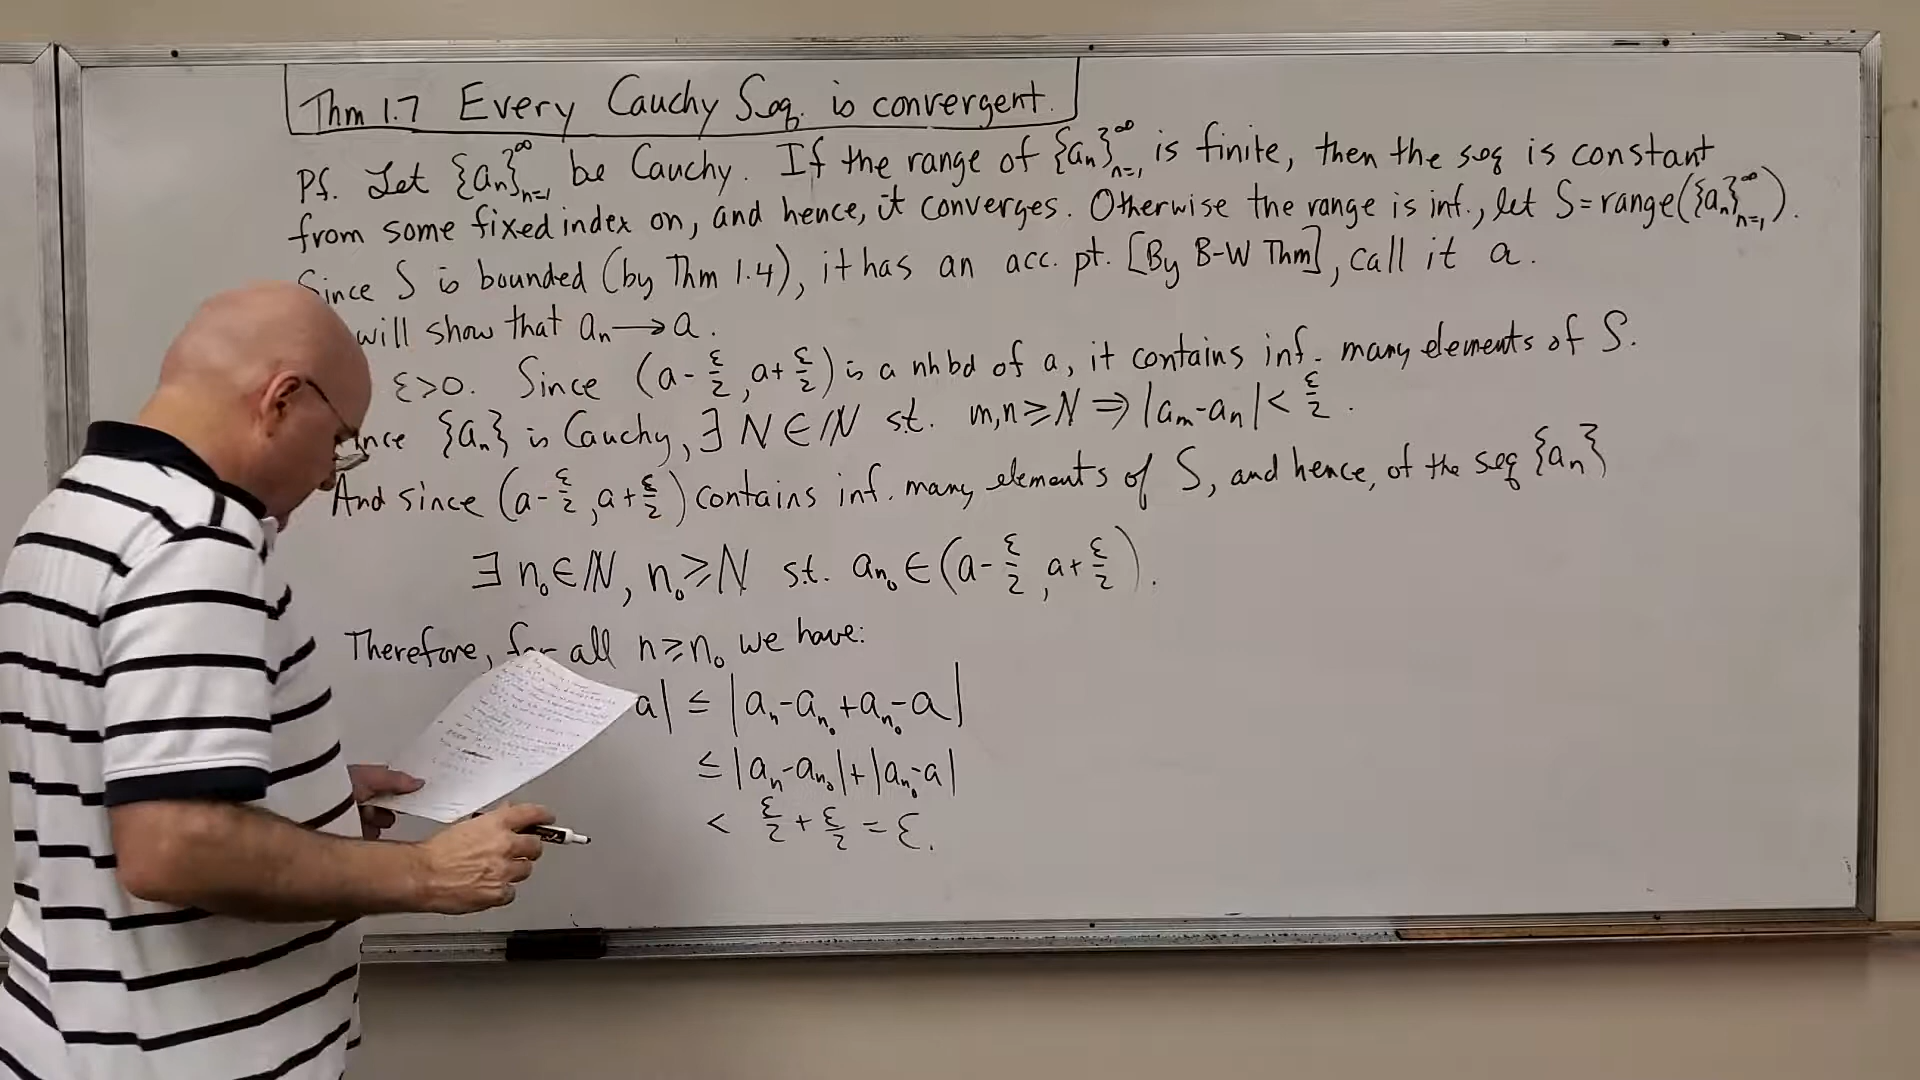 Thm 1.7 Every Cauchy Seq. is convergent.
Pf. Let {aₙ}ₙ₌₁^∞ be Cauchy. If the range of {aₙ}ₙ₌₁^∞ is finite, then the seq is constant
from some fixed index on, and hence, it converges. Otherwise the range is inf., let S = range({aₙ}ₙ₌₁^∞).
Since S is bounded (by Thm 1.4), it has an acc. pt. [By B-W Thm], call it a.
will show that aₙ → a.
ε > 0. Since (a - ε/2, a + ε/2) is a nhbd of a, it contains inf. many elements of S.
{aₙ} is Cauchy, ∃ N ∈ ℕ st. m,n ≥ N ⇒ |aₘ - aₙ| < ε/2.
And since (a - ε/2, a + ε/2) contains inf. many elements of S, and hence, of the seq {aₙ}
∃ n₀ ∈ ℕ, n₀ ≥ N s.t. aₙ₀ ∈ (a - ε/2, a + ε/2).
Therefore, for all n ≥ n₀ we have:
a| ≤ |aₙ - aₙ₀ + aₙ₀ - a|
≤ |aₙ - aₙ₀| + |aₙ₀ - a|
< ε/2 + ε/2 = ε.